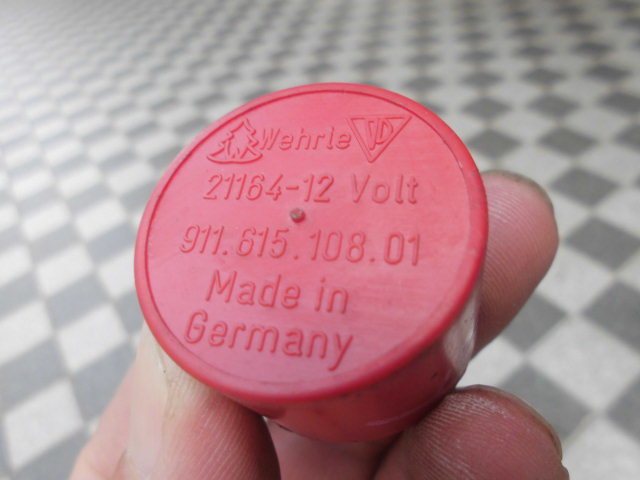 Wehrle
21164-12 Volt
911.615.108.01
Made in
Germany